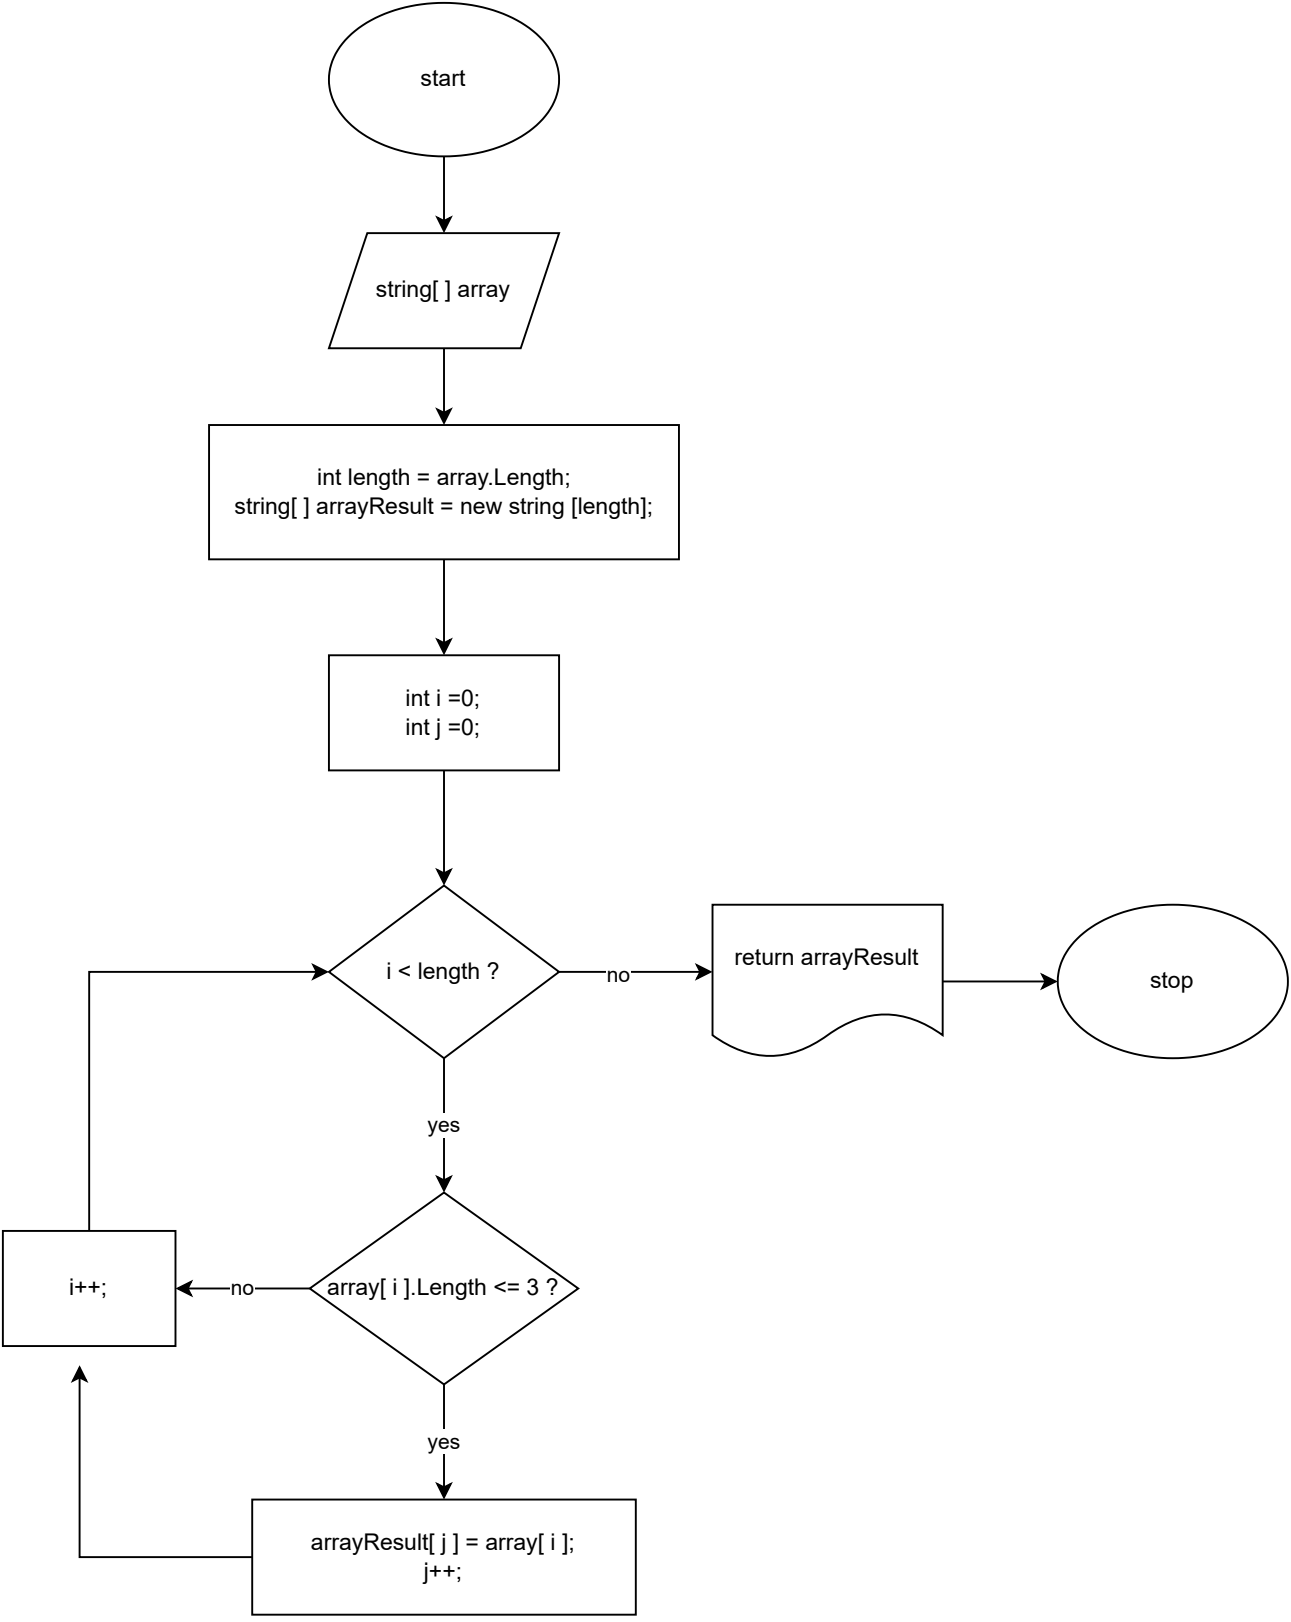 start
string[ ] array
int length = array.Length;
string[ ] arrayResult = new string [length];
int i =0;
int j =0;
i < length ?
no
return arrayResult
stop
yes
array[ i ].Length <= 3 ?
no
i++;
yes
arrayResult[ j ] = array[ i ];
j++;